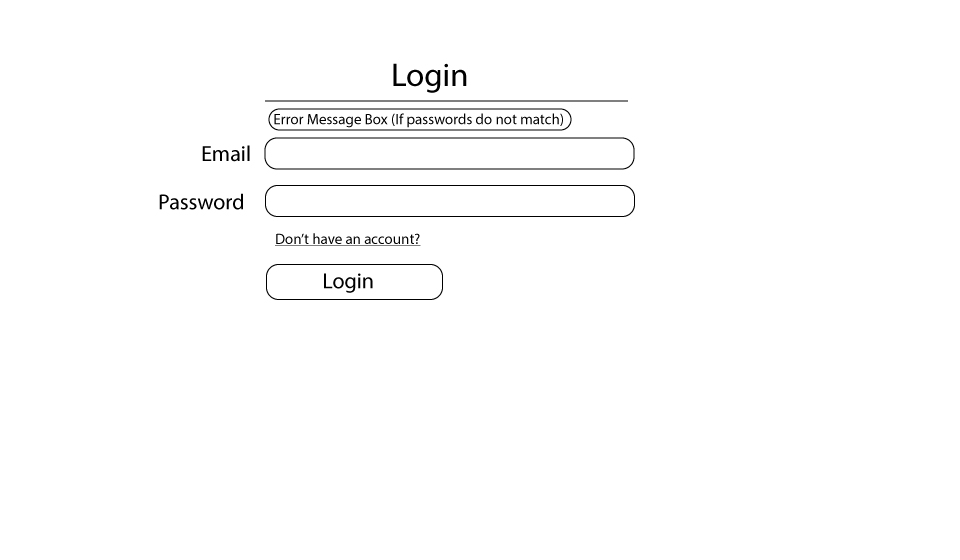 Login
Error Message Box (If passwords do not match)
Email
Password
Don't have an account?
Login